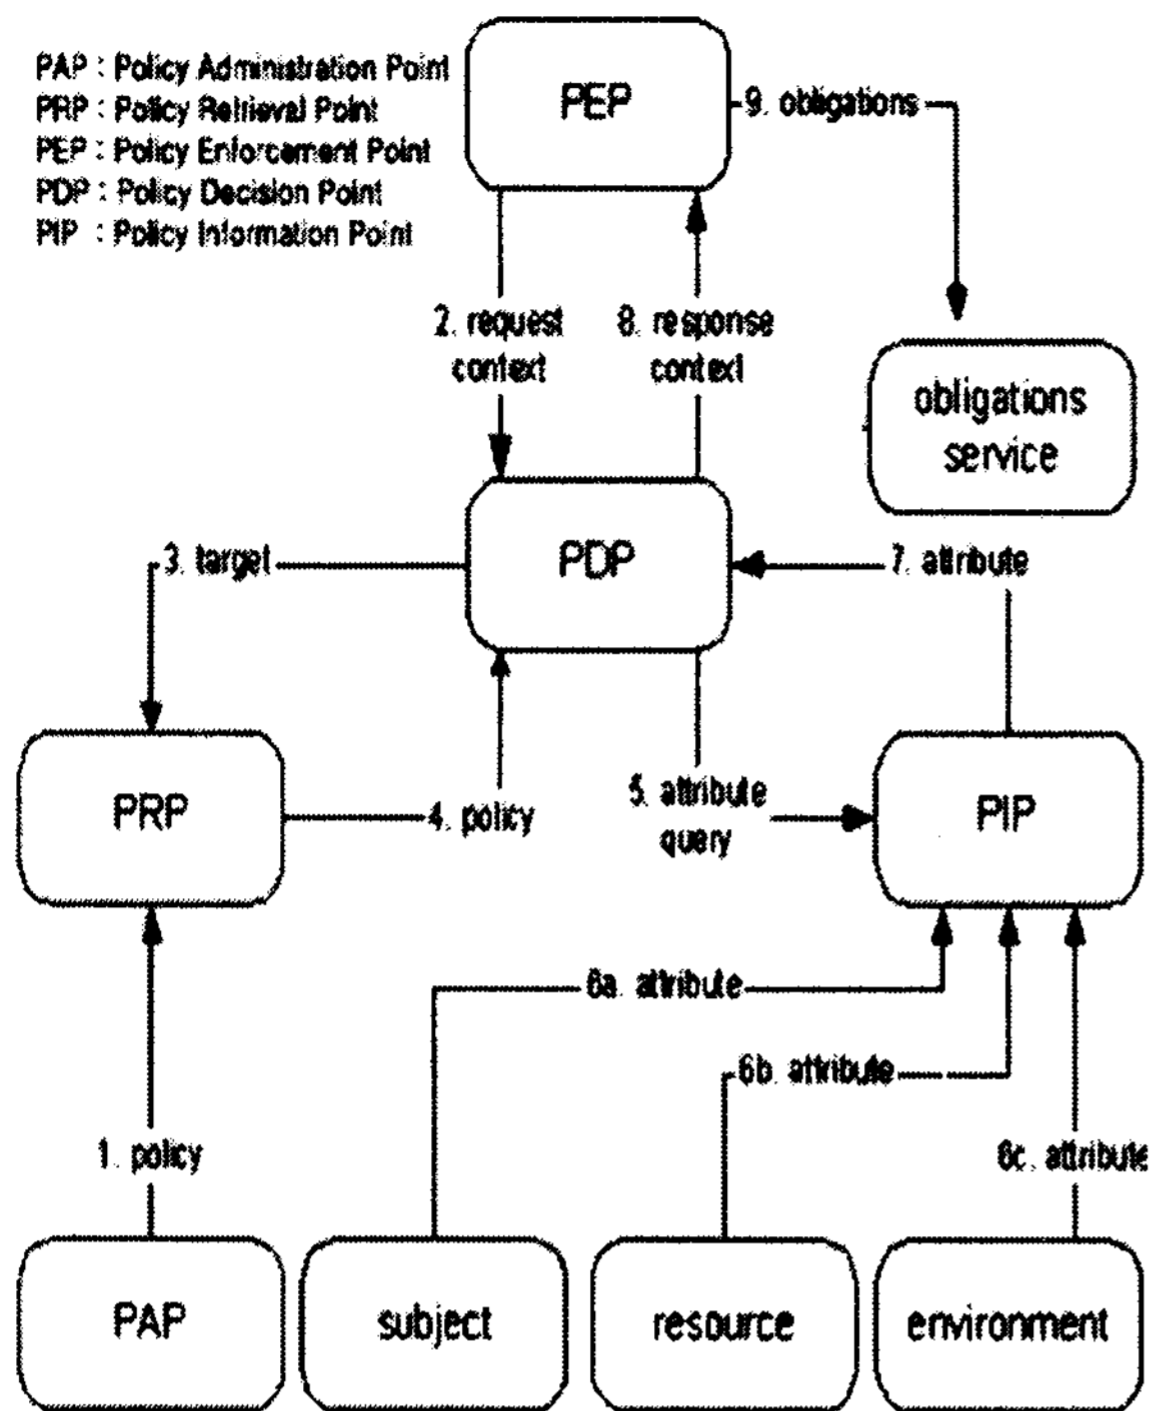 PAP : Policy Administration Point
PRP : Policy Retrieval Point
PEP : Policy Enforcement Point
PDP : Policy Decision Point
PIP : Policy Information Point
PEP
9. obligations
2. request
context
8. response
context
obligations
service
3. target
PDP
7. attribute
PRP
4. policy
5. attribute
query
PIP
6a. attribute
6b. attribute
1. policy
6c. attribute
PAP
subject
resource
environment